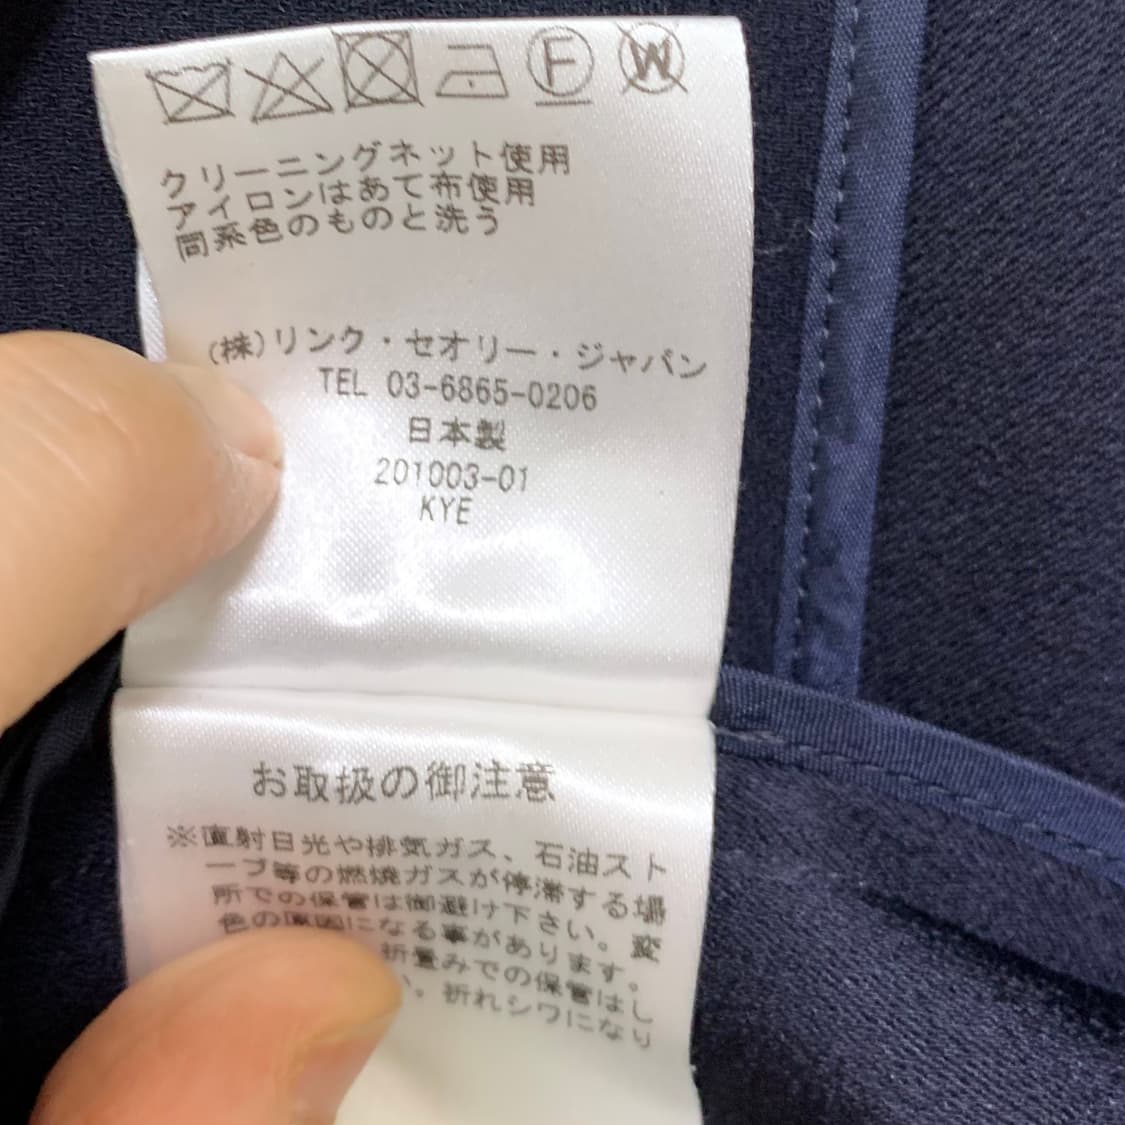 F W
クリーニングネット使用
アイロンはあて布使用
同系色のものと洗う
(株)リンク・セオリー・ジャパン
TEL 03-6865-0206
日本製
201003-01
KYE
お取扱の御注意
※直射日光や排気ガス、石油スト
ーブ等の燃焼ガスが停滞する場
所での保管は御避け下さい。変
色の原因になる事があります。
折畳みでの保管はし
い。折れシワになり